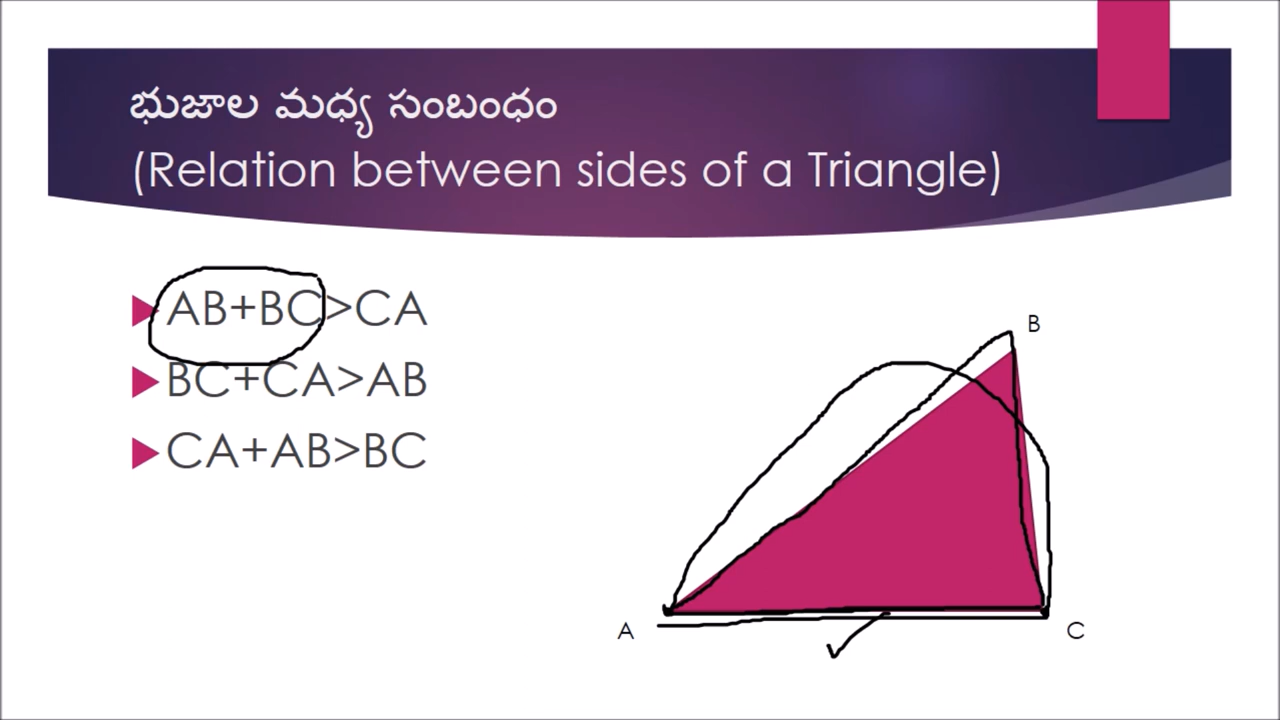 భుజాల మధ్య సంబంధం
(Relation between sides of a Triangle)
AB+BC>CA
BC+CA>AB
CA+AB>BC
B
A
C